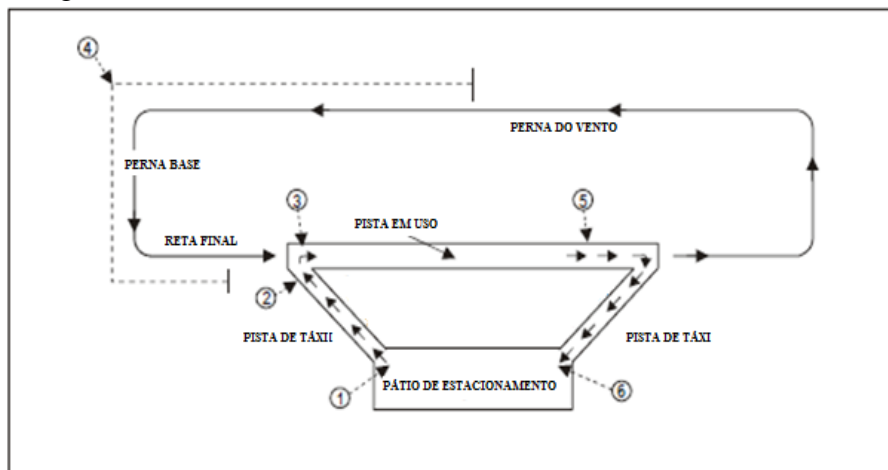 4
PERNA DO VENTO
PERNA BASE
3
5
PISTA EM USO
RETA FINAL
2
PISTA DE TÁXII
PISTA DE TÁXI
1
PÁTIO DE ESTACIONAMENTO
6